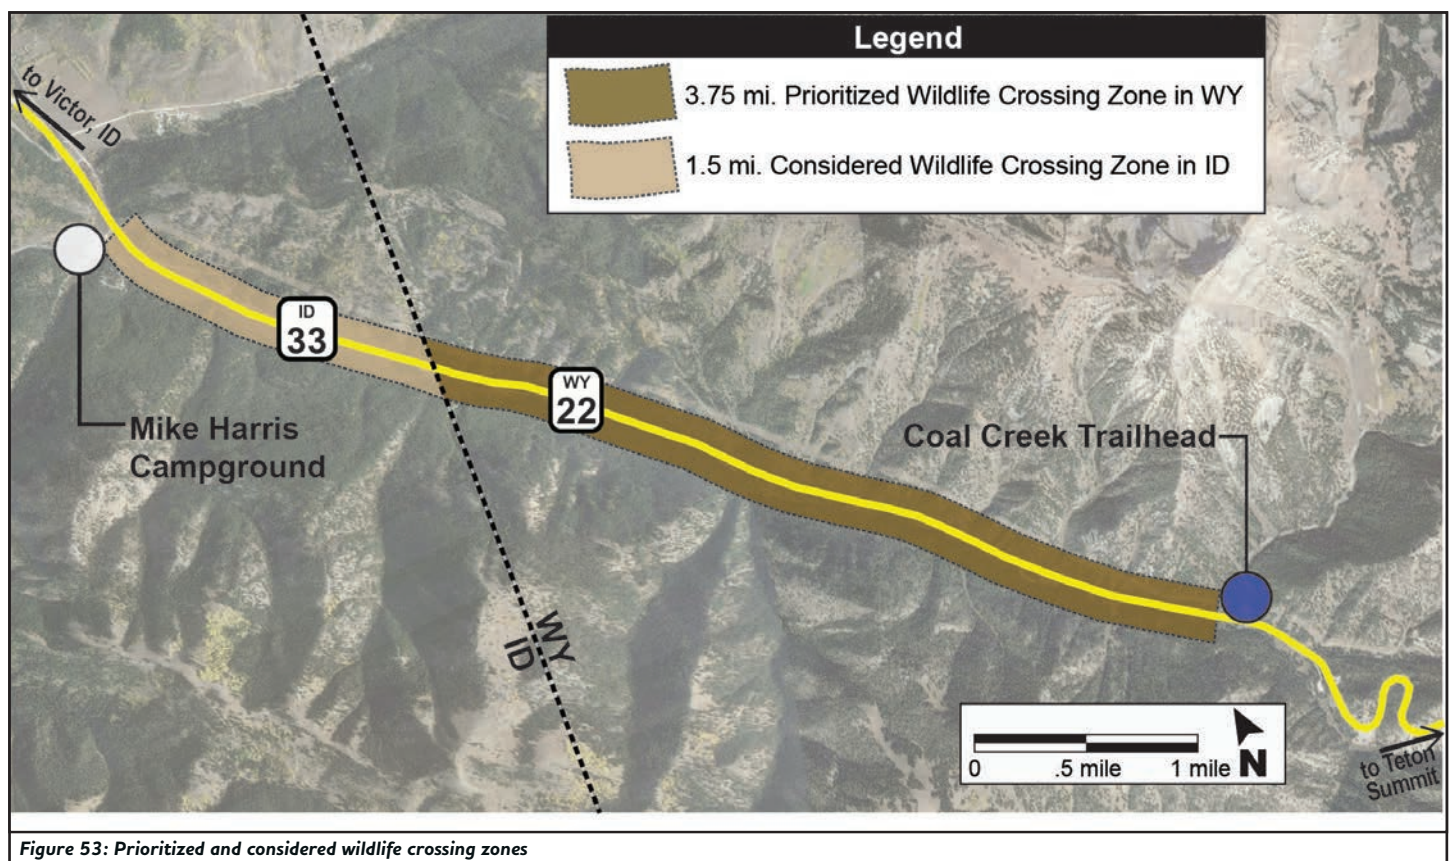 Legend
3.75 mi. Prioritized Wildlife Crossing Zone in WY
1.5 mi. Considered Wildlife Crossing Zone in ID
to Victor, ID
ID
33
WY
22
Mike Harris
Campground
Coal Creek Trailhead
WY
ID
0 .5 mile 1 mile N
to Teton
Summit
Figure 53: Prioritized and considered wildlife crossing zones